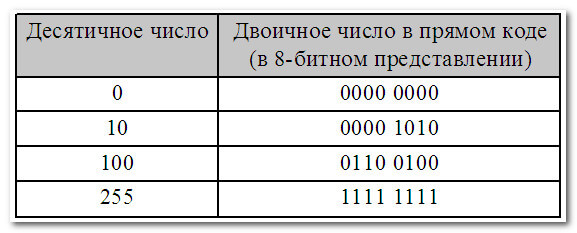 Десятичное число Двоичное число в прямом коде
(в 8-битном представлении)
0 0000 0000
10 0000 1010
100 0110 0100
255 1111 1111